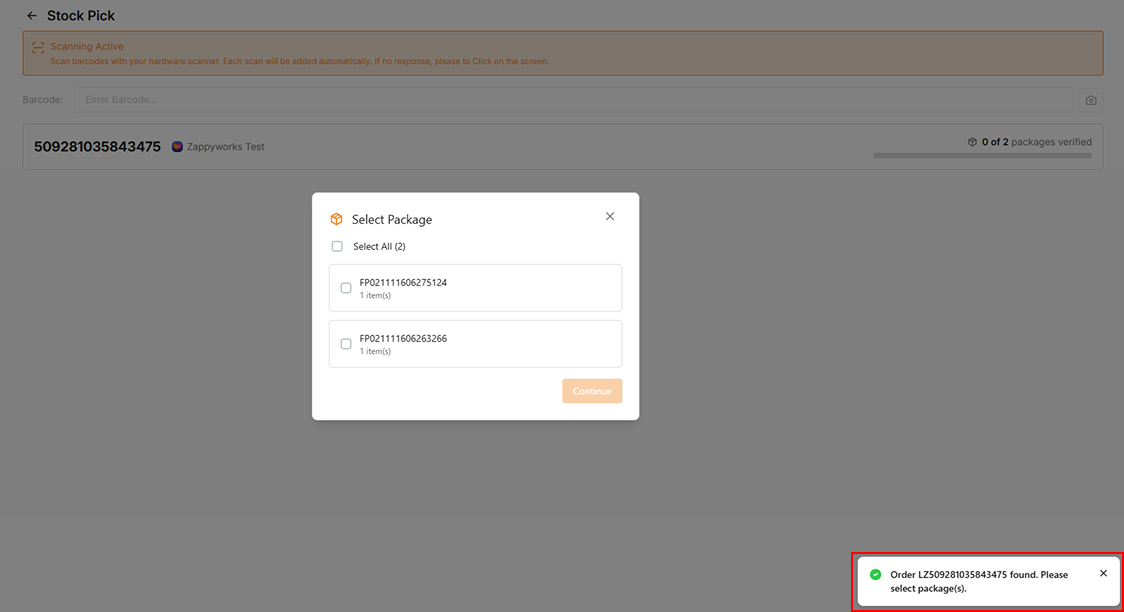 Stock Pick
Scanning Active
Scan barcodes with your hardware scanner. Each scan will be added automatically. If no response, please to Click on the screen.
Barcode:
Enter Barcode...
509281035843475 Zappyworks Test
0 of 2 packages verified
Select Package
Select All (2)
FP021111606275124
1 item(s)
FP021111606263266
1 item(s)
Continue
Order LZ509281035843475 found. Please
select package(s).